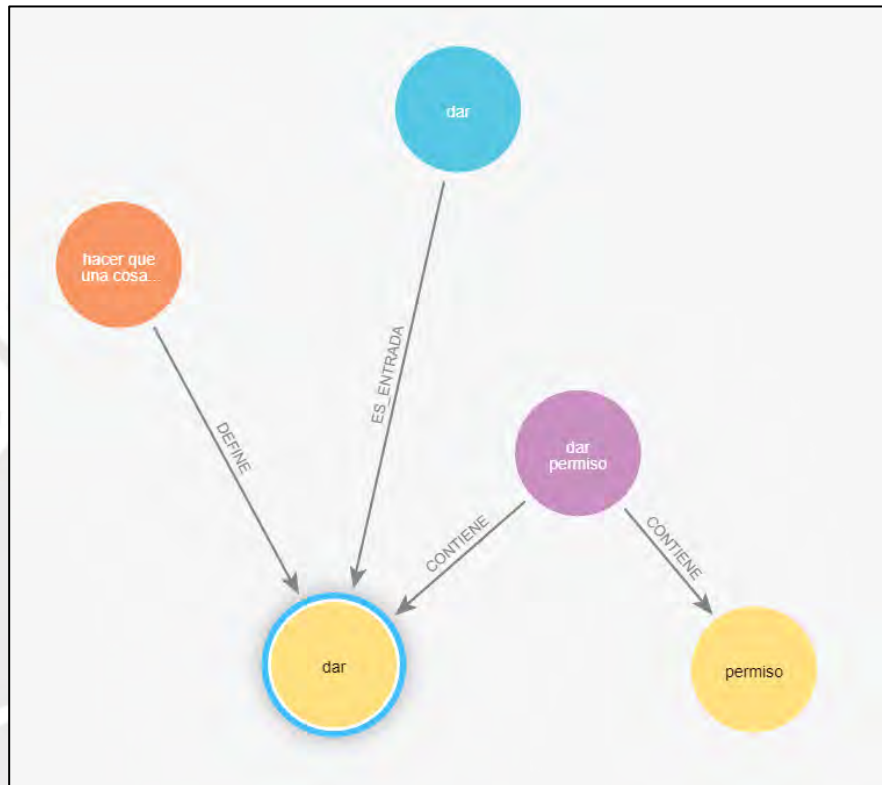 dar
hacer que
una cosa...
ES_ENTRADA
DEFINE
dar
permiso
CONTIENE
CONTIENE
dar
permiso